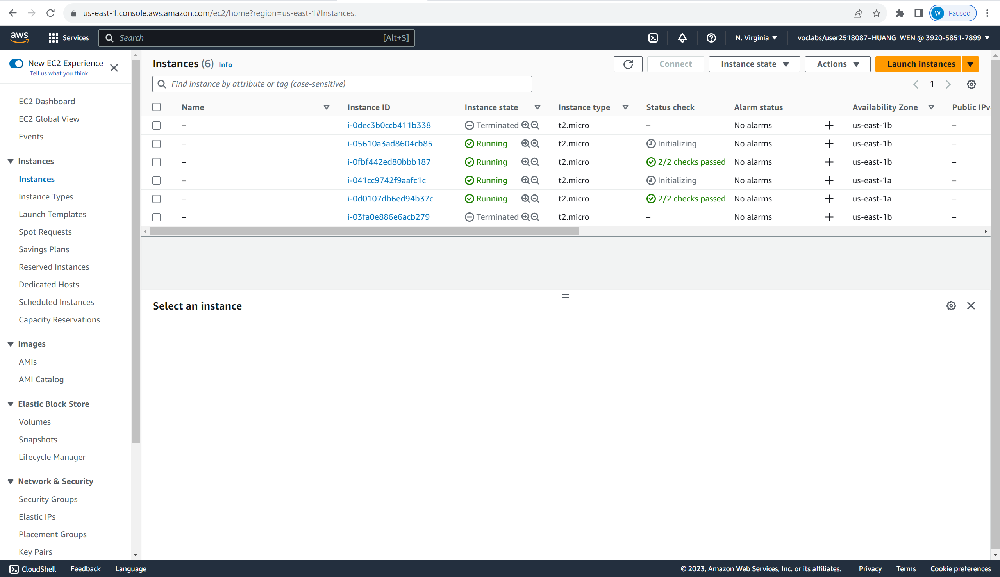 us-east-1.console.aws.amazon.com/ec2/home?region=us-east-1#Instances:
W Paused
aws Services Search [Alt+S] N. Virginia voclabs/user2518087=HUANG_WEN @ 3920-5851-7899
New EC2 Experience
Tell us what you think
EC2 Dashboard
EC2 Global View
Events
Instances
Instances
Instance Types
Launch Templates
Spot Requests
Savings Plans
Reserved Instances
Dedicated Hosts
Scheduled Instances
Capacity Reservations
Images
AMIs
AMI Catalog
Elastic Block Store
Volumes
Snapshots
Lifecycle Manager
Network & Security
Security Groups
Elastic IPs
Placement Groups
Key Pairs
Instances (6) Info Connect Instance state Actions Launch instances
Find instance by attribute or tag (case-sensitive) 1
Name Instance ID Instance state Instance type Status check Alarm status Availability Zone Public IPv
– i-0dec3b0ccb411b338 Terminated t2.micro – No alarms + us-east-1b –
– i-05610a3ad8604cb85 Running t2.micro Initializing No alarms + us-east-1b –
– i-0fbf442ed80bbb187 Running t2.micro 2/2 checks passed No alarms + us-east-1b –
– i-041cc9742f9aafc1c Running t2.micro Initializing No alarms + us-east-1a –
– i-0d0107db6ed94b37c Running t2.micro 2/2 checks passed No alarms + us-east-1a –
– i-03fa0e886e6acb279 Terminated t2.micro – No alarms + us-east-1b –
Select an instance
CloudShell Feedback Language © 2023, Amazon Web Services, Inc. or its affiliates. Privacy Terms Cookie preferences